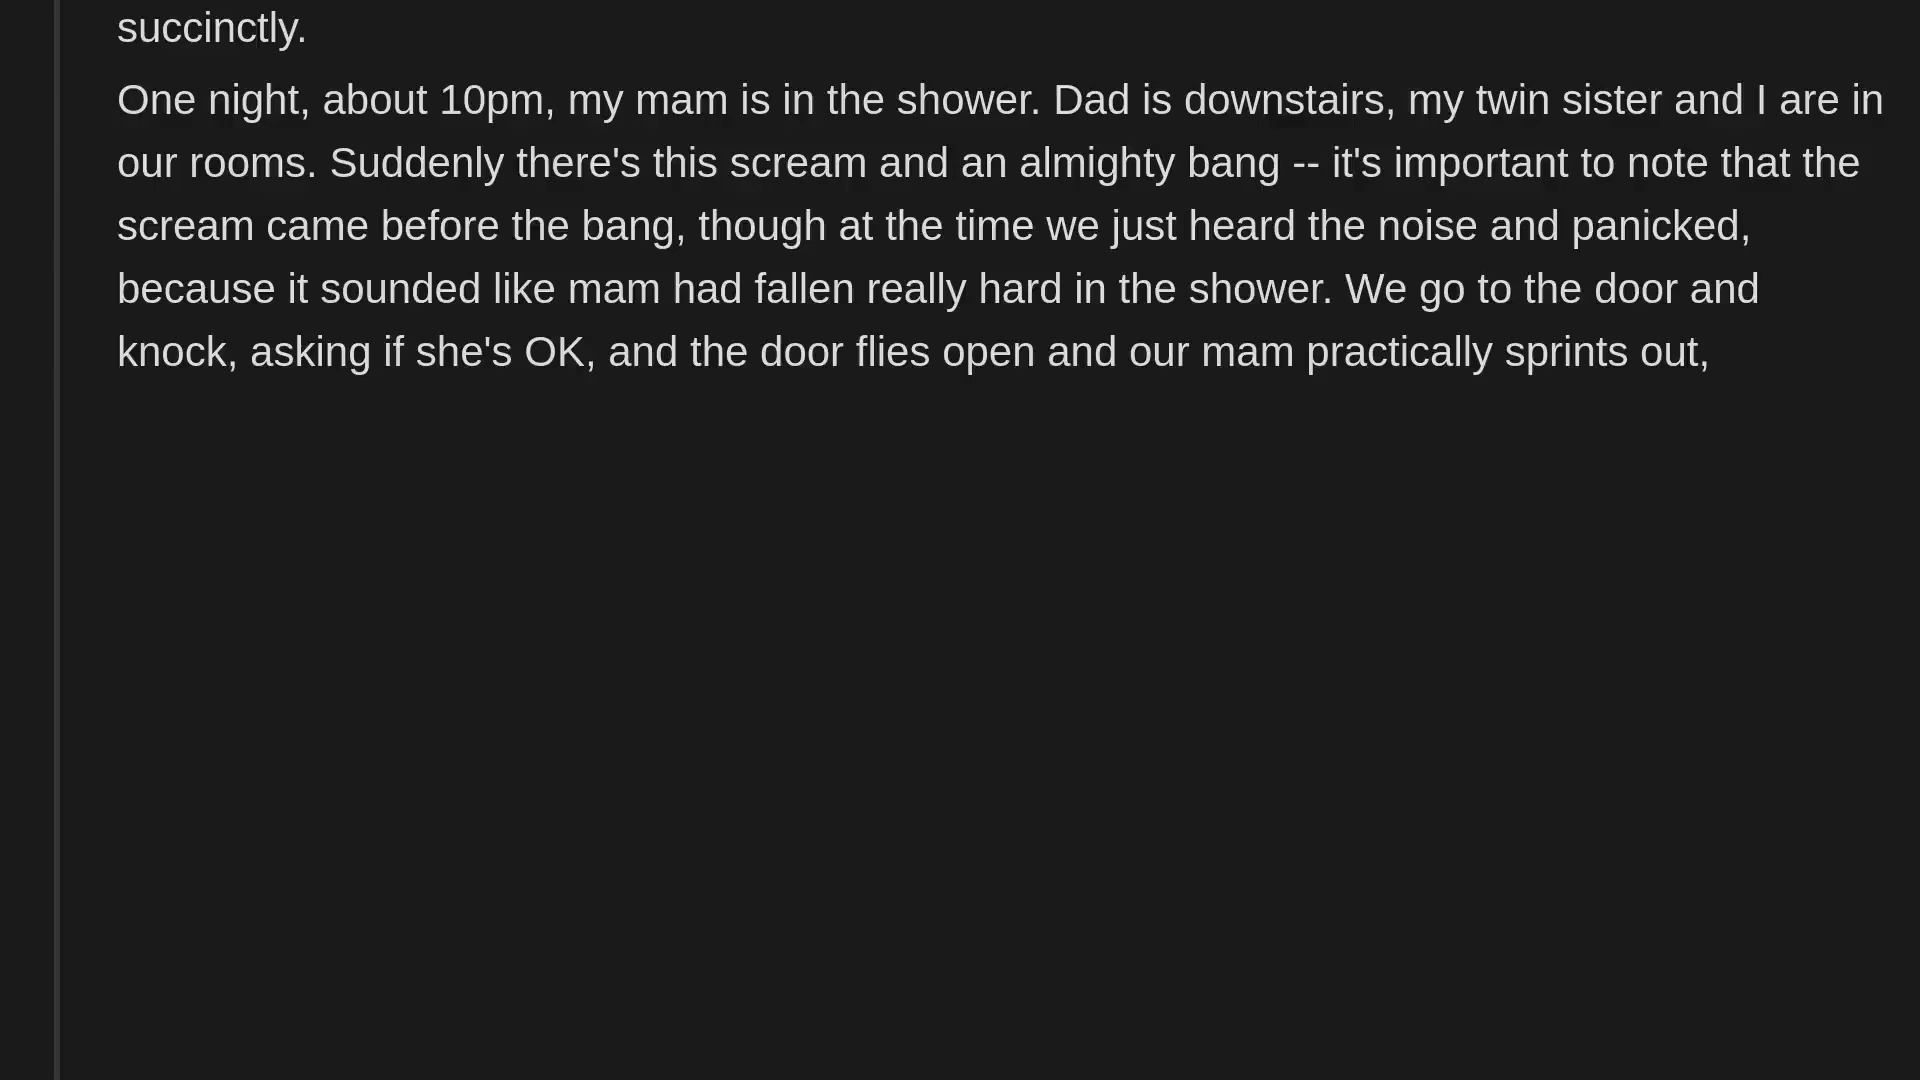 succinctly.
One night, about 10pm, my mam is in the shower. Dad is downstairs, my twin sister and I are in
our rooms. Suddenly there's this scream and an almighty bang -- it's important to note that the
scream came before the bang, though at the time we just heard the noise and panicked,
because it sounded like mam had fallen really hard in the shower. We go to the door and
knock, asking if she's OK, and the door flies open and our mam practically sprints out,